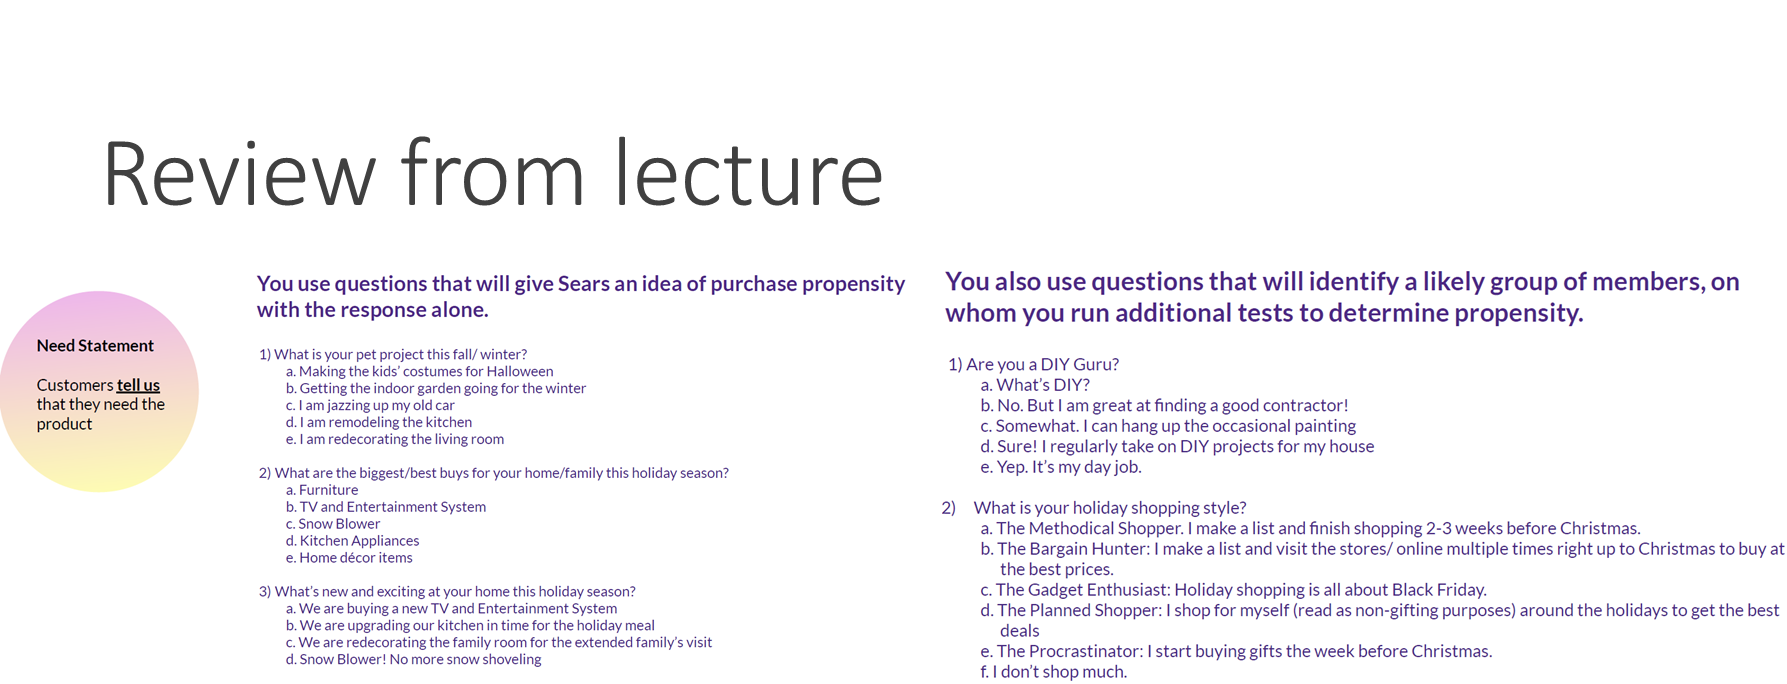 Review from lecture
Need Statement
Customers tell us
that they need the
product
You use questions that will give Sears an idea of purchase propensity
with the response alone.
1) What is your pet project this fall/ winter?
a. Making the kids’ costumes for Halloween
b. Getting the indoor garden going for the winter
c. I am jazzing up my old car
d. I am remodeling the kitchen
e. I am redecorating the living room
2) What are the biggest/best buys for your home/family this holiday season?
a. Furniture
b. TV and Entertainment System
c. Snow Blower
d. Kitchen Appliances
e. Home décor items
3) What’s new and exciting at your home this holiday season?
a. We are buying a new TV and Entertainment System
b. We are upgrading our kitchen in time for the holiday meal
c. We are redecorating the family room for the extended family’s visit
d. Snow Blower! No more snow shoveling
You also use questions that will identify a likely group of members, on
whom you run additional tests to determine propensity.
1) Are you a DIY Guru?
a. What’s DIY?
b. No. But I am great at finding a good contractor!
c. Somewhat. I can hang up the occasional painting
d. Sure! I regularly take on DIY projects for my house
e. Yep. It’s my day job.
2) What is your holiday shopping style?
a. The Methodical Shopper. I make a list and finish shopping 2-3 weeks before Christmas.
b. The Bargain Hunter: I make a list and visit the stores/ online multiple times right up to Christmas to buy at
the best prices.
c. The Gadget Enthusiast: Holiday shopping is all about Black Friday.
d. The Planned Shopper: I shop for myself (read as non-gifting purposes) around the holidays to get the best
deals
e. The Procrastinator: I start buying gifts the week before Christmas.
f. I don’t shop much.